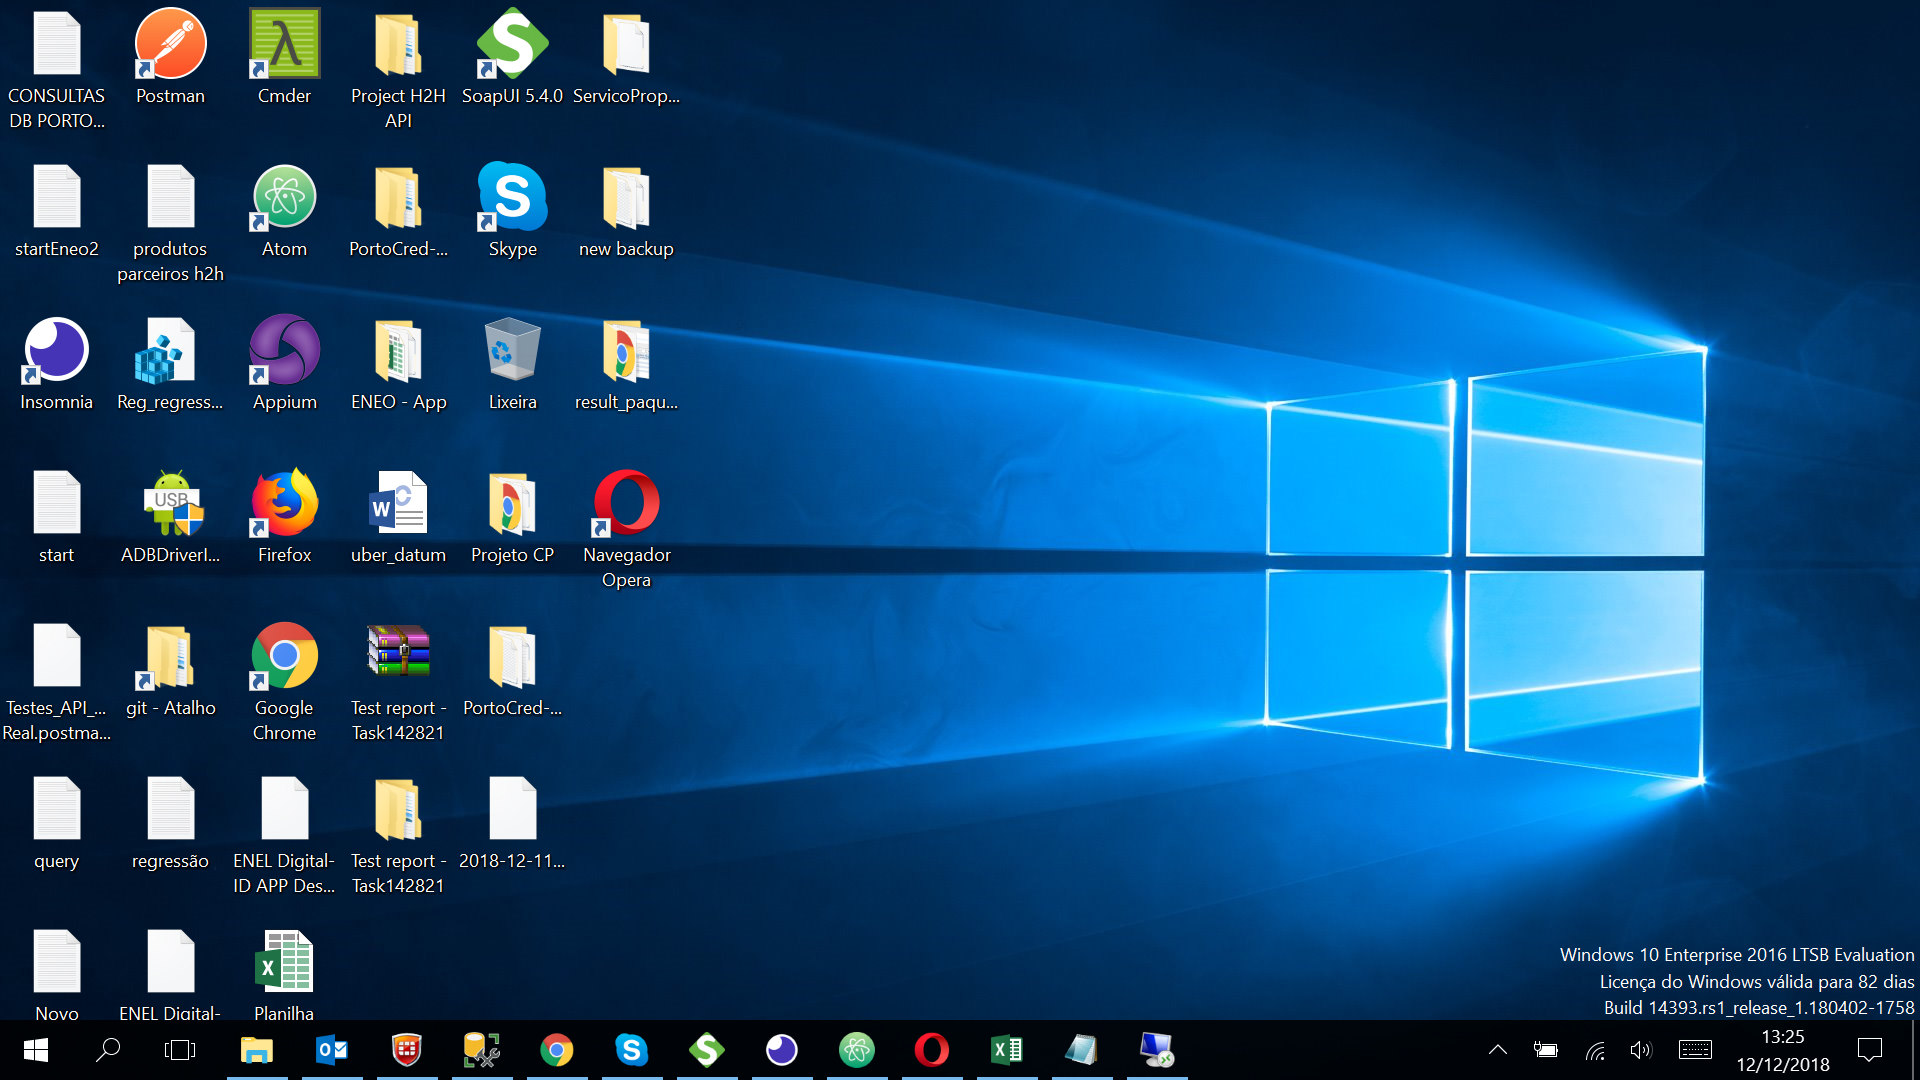 CONSULTAS
DB PORTO...
Postman
Cmder
Project H2H
API
SoapUI 5.4.0
ServicoProp...
startEneo2
produtos
parceiros h2h
Atom
PortoCred-...
Skype
new backup
Insomnia
Reg_regress...
Appium
ENEO - App
Lixeira
result_paqu...
start
USB
ADBDriverI...
Firefox
uber_datum
Projeto CP
Navegador
Opera
Testes_API_...
Real.postma...
git - Atalho
Google
Chrome
Test report -
Task142821
PortoCred-...
query
regressão
ENEL Digital-
ID APP Des...
Test report -
Task142821
2018-12-11...
Novo
ENEL Digital-
Planilha
Windows 10 Enterprise 2016 LTSB Evaluation
Licença do Windows válida para 82 dias
Build 14393.rs1_release_1.180402-1758
13:25
12/12/2018